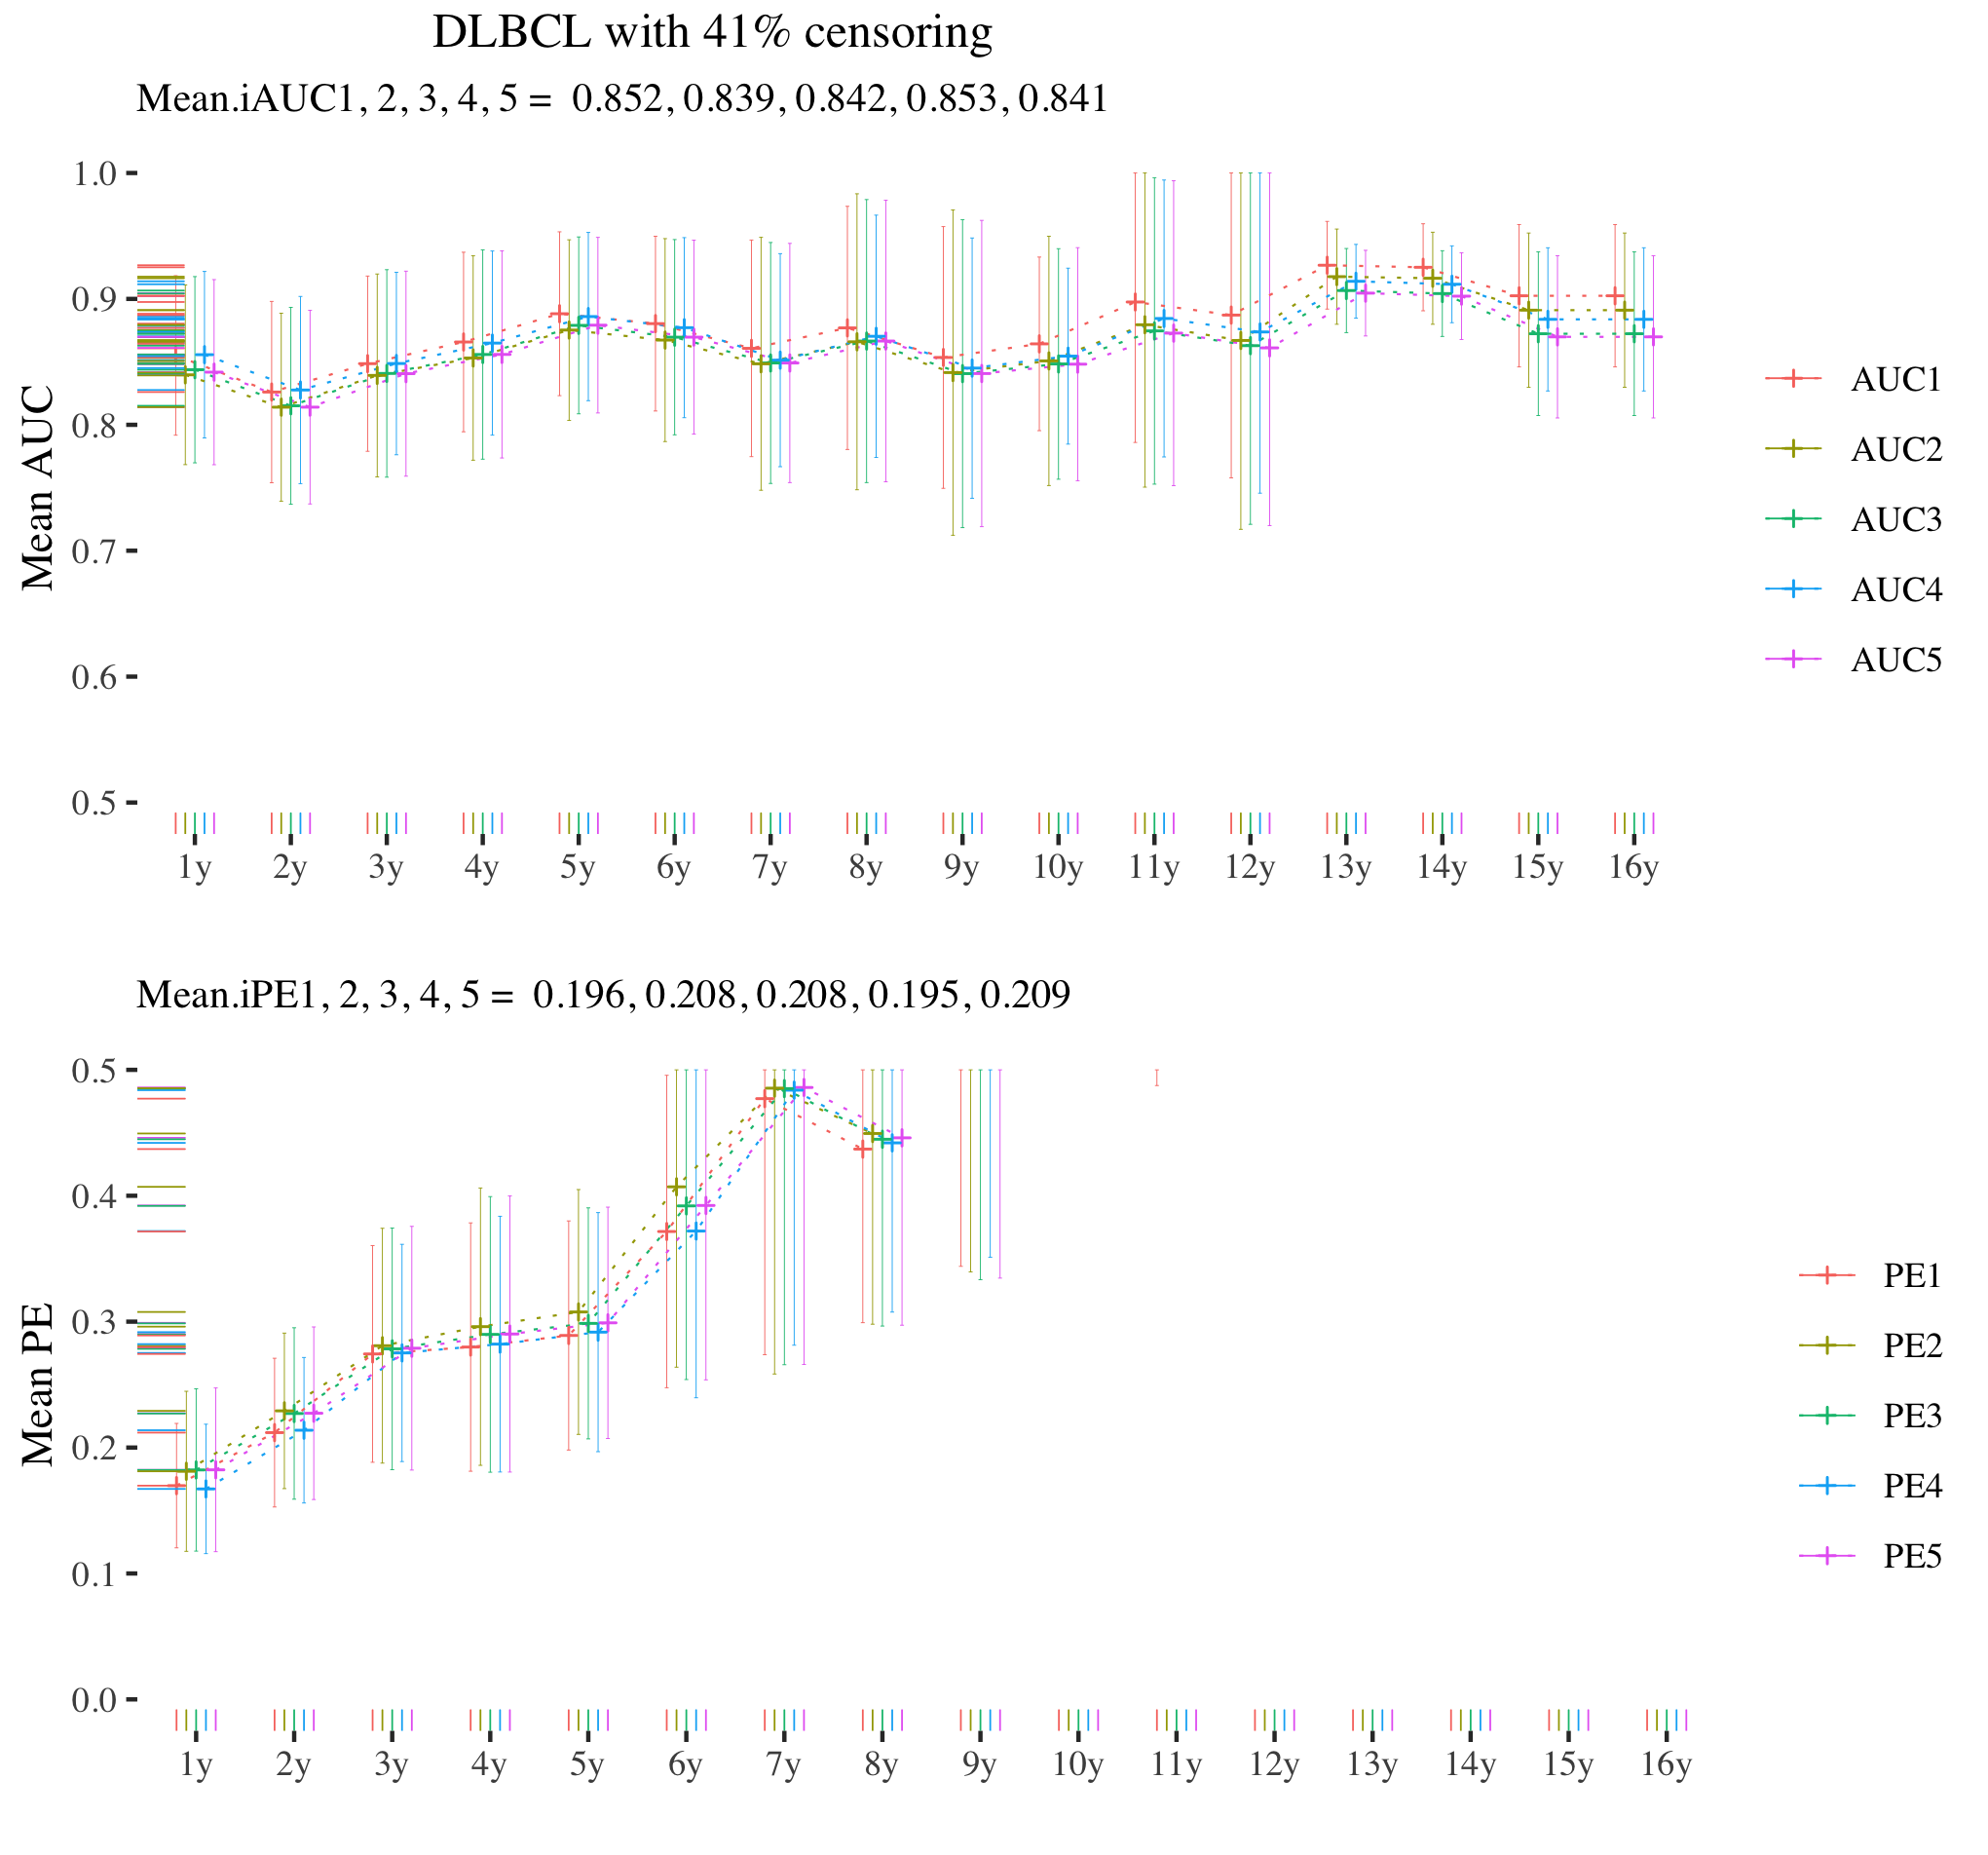 DLBCL with 41% censoring
Mean.iAUC1, 2, 3, 4, 5 = 0.852, 0.839, 0.842, 0.853, 0.841
Mean AUC
1.0
0.9
0.8
0.7
0.6
0.5
1y 2y 3y 4y 5y 6y 7y 8y 9y 10y 11y 12y 13y 14y 15y 16y
AUC1
AUC2
AUC3
AUC4
AUC5
Mean.iPE1, 2, 3, 4, 5 = 0.196, 0.208, 0.208, 0.195, 0.209
Mean PE
0.5
0.4
0.3
0.2
0.1
0.0
1y 2y 3y 4y 5y 6y 7y 8y 9y 10y 11y 12y 13y 14y 15y 16y
PE1
PE2
PE3
PE4
PE5